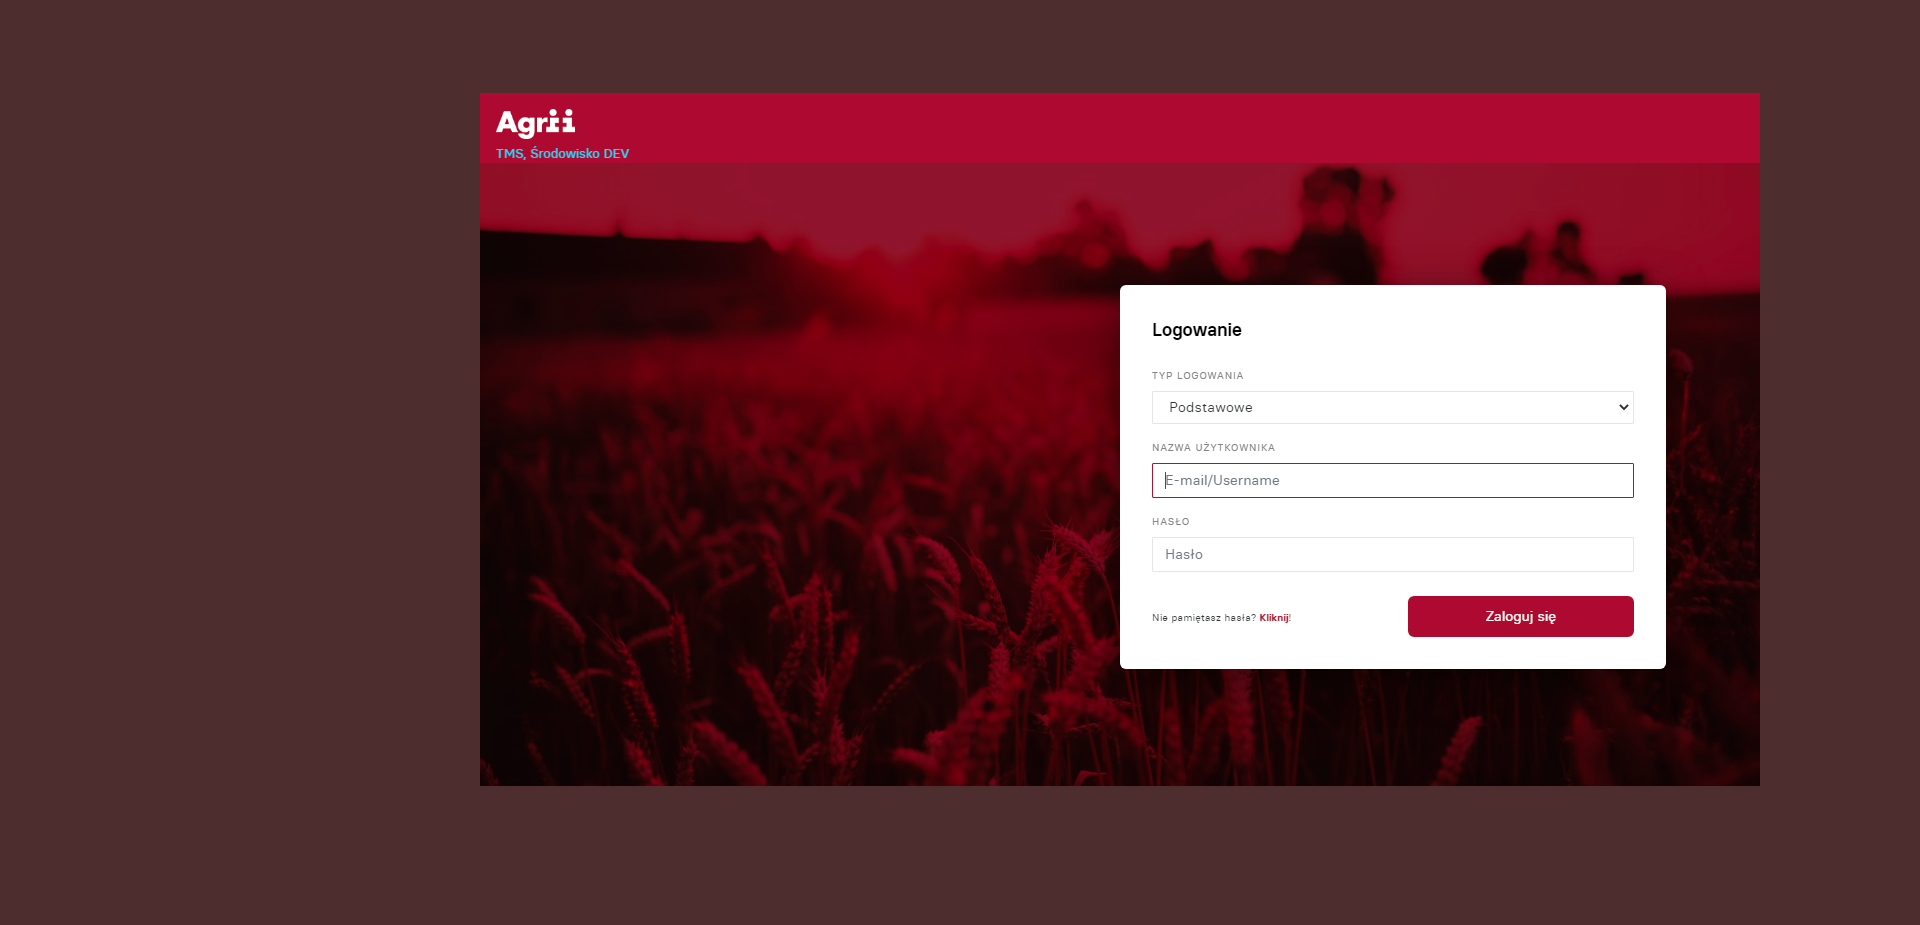 Agrii
TMS, Środowisko DEV
Logowanie
TYP LOGOWANIA
Podstawowe
NAZWA UŻYTKOWNIKA
E-mail/Username
HASŁO
Hasło
Nie pamiętasz hasła? Kliknij!
Zaloguj się